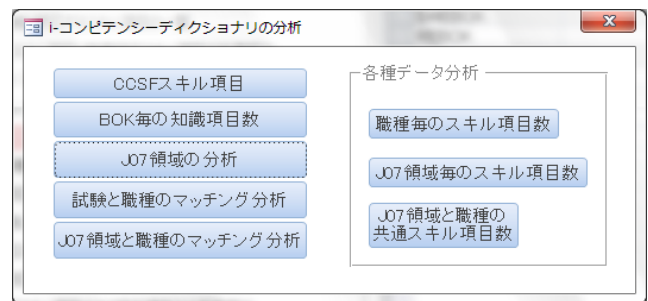 i-コンピテンシーディクショナリの分析
CCSFスキル項目
BOK毎の知識項目数
J07領域の分析
試験と職種のマッチング分析
J07領域と職種のマッチング分析
各種データ分析
職種毎のスキル項目数
J07領域毎のスキル項目数
J07領域と職種の
共通スキル項目数